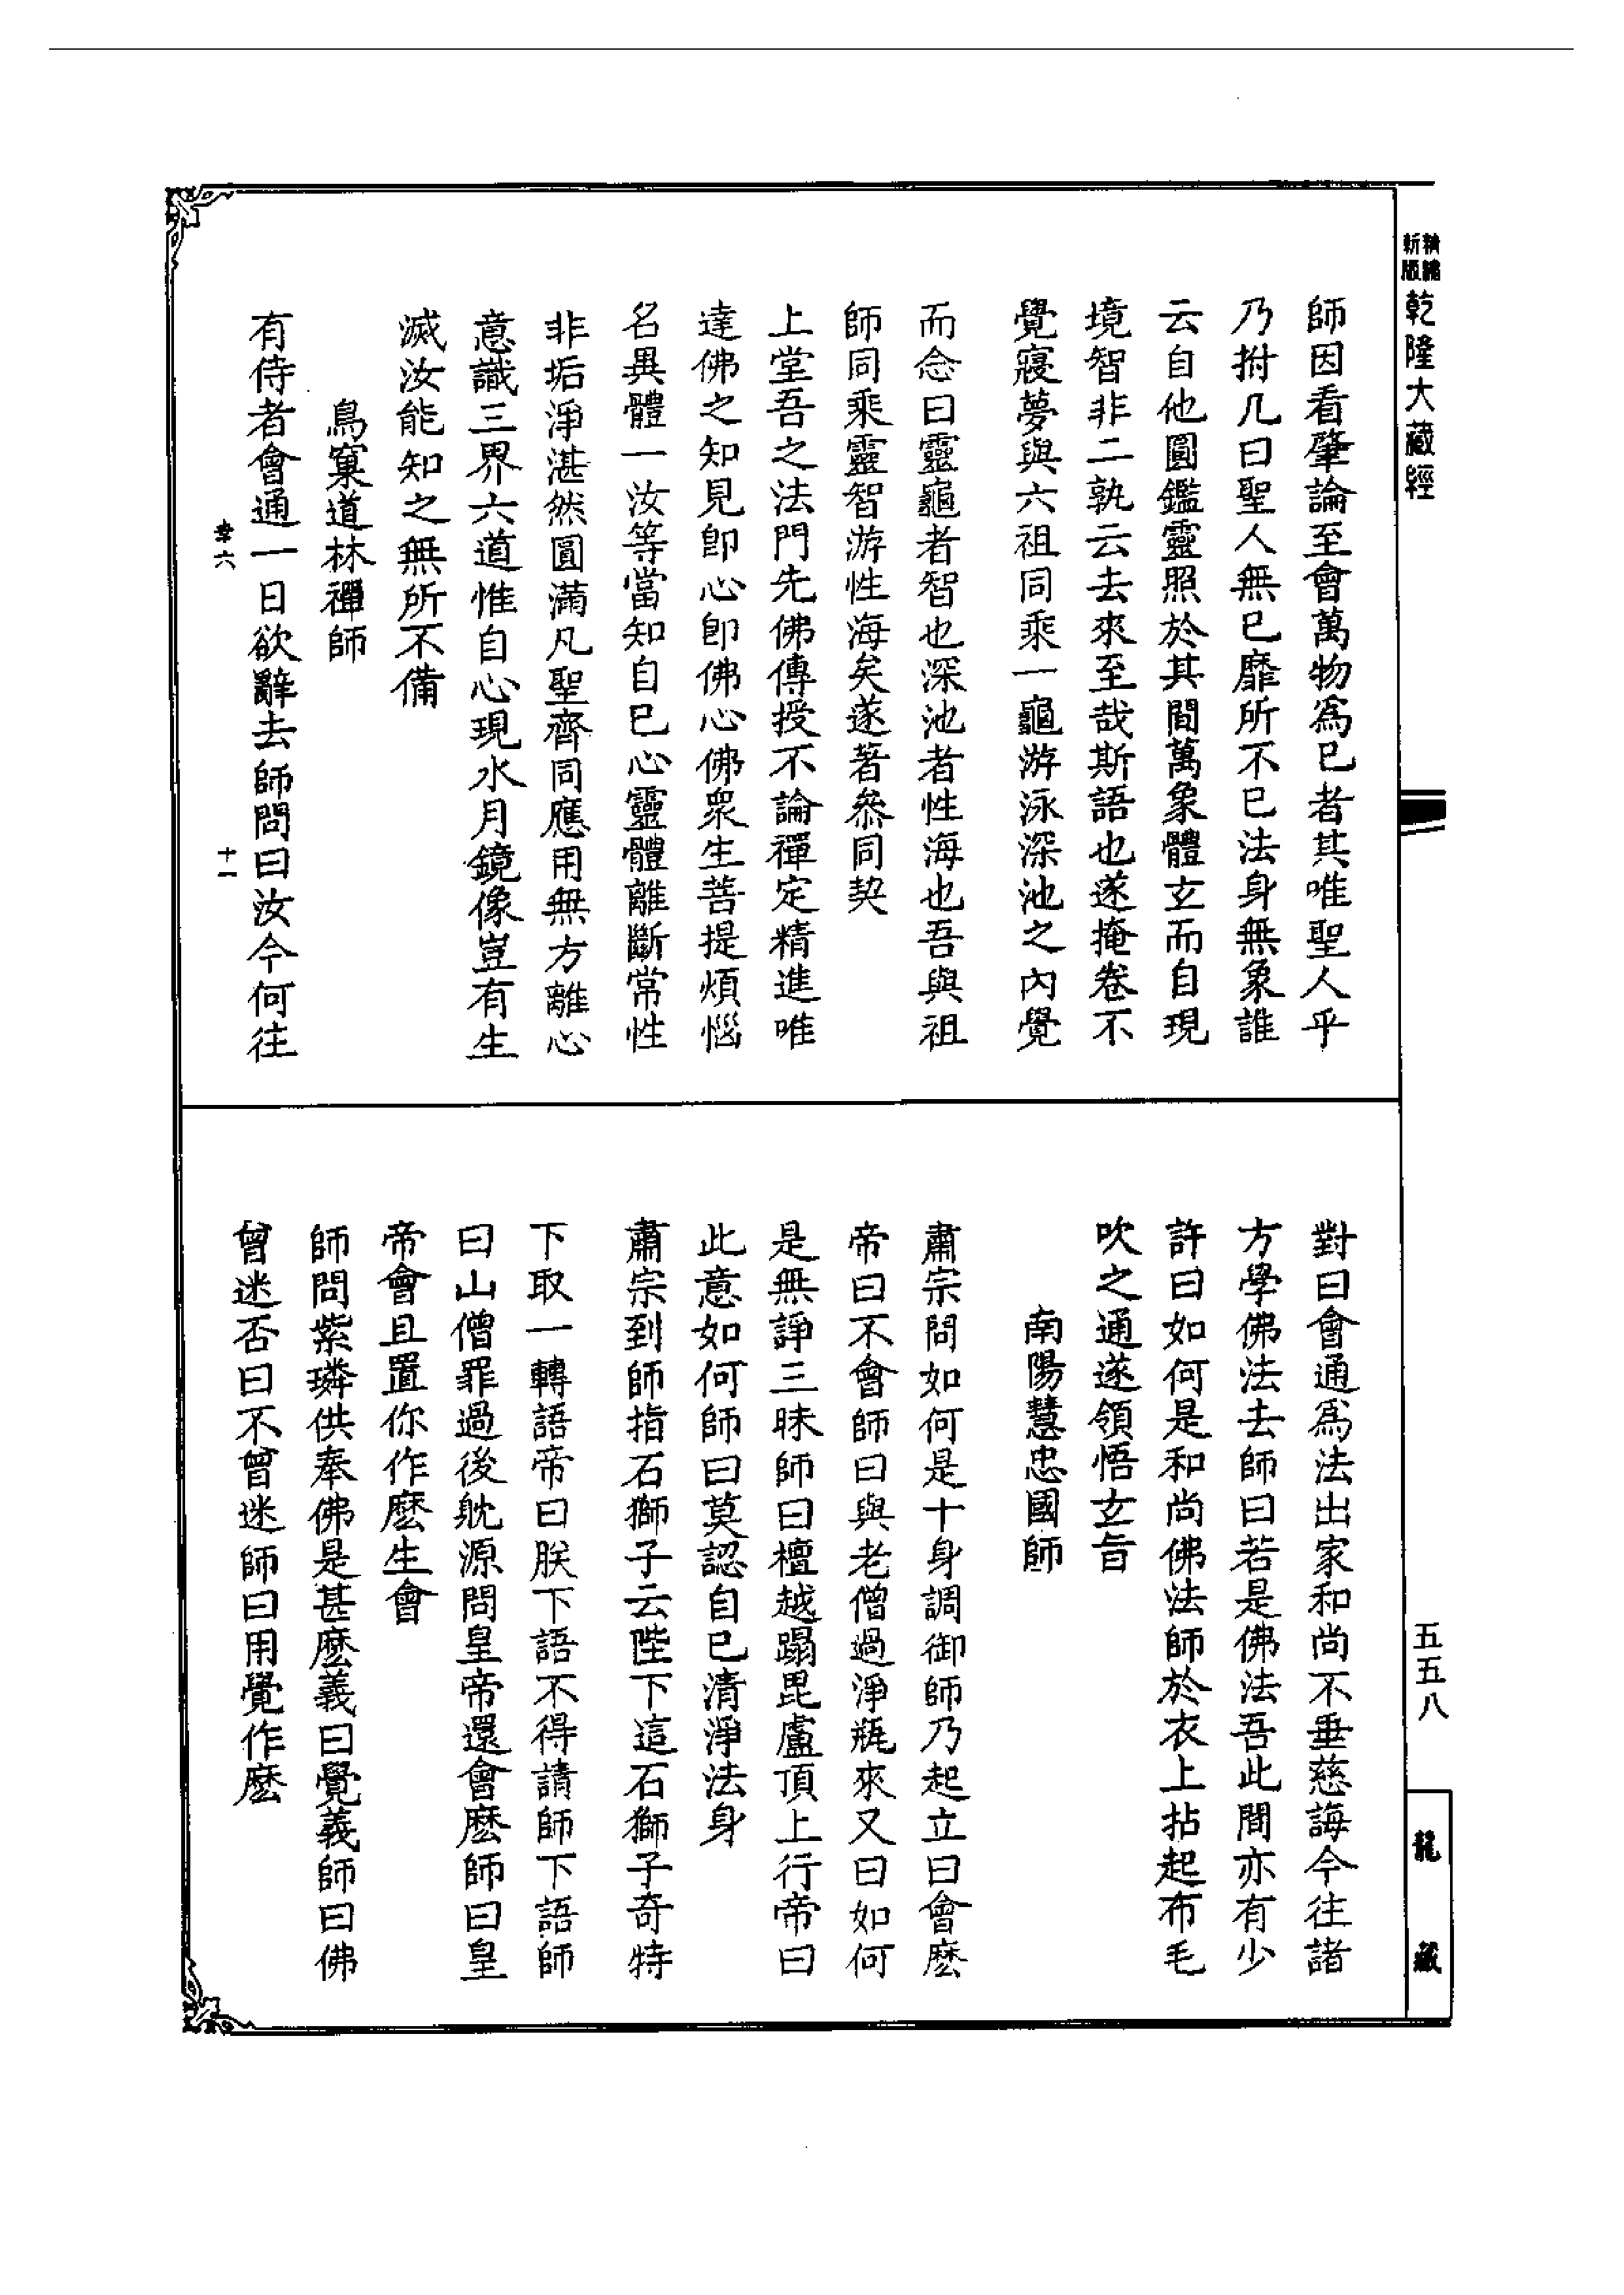 精縮新版乾隆大藏經
師因看肇論至會萬物爲已者其唯聖人乎
乃拊几曰聖人無已靡所不已法身無象誰
云自他圓鑑靈照於其間萬象體玄而自現
境智非二孰云去來至哉斯語也遂掩卷不
覺寢夢與六祖同乘一龜游泳深池之內覺
而念曰靈龜者智也深池者性海也吾與祖
師同乘靈智游性海矣遂著叅同契
上堂吾之法門先佛傳授不論禪定精進唯
達佛之知見卽心卽佛心佛衆生菩提煩惱
名異體一汝等當知自已心靈體離斷常性
非垢淨湛然圓滿凡聖齊同應用無方離心
意識三界六道惟自心現水月鏡像豈有生
滅汝能知之無所不備
鳥窠道林禪師
有侍者會通一日欲辭去師問曰汝今何往
六
十一
對曰會通爲法出家和尚不垂慈誨今往諸
方學佛法去師曰若是佛法吾此間亦有少
許曰如何是和尚佛法師於衣上拈起布毛
吹之通遂領悟玄旨
南陽慧忠國師
肅宗問如何是十身調御師乃起立曰會麽
帝曰不會師曰與老僧過淨瓶來又曰如何
是無諍三昧師曰檀越蹋毘盧頂上行帝曰
此意如何師曰莫認自已清淨法身
肅宗到師指石獅子云陛下這石獅子奇特
下取一轉語帝曰朕下語不得請師下語師
曰山僧罪過後躭源問皇帝還會麽師曰皇
帝會且置你作麽生會
師問紫璘供奉佛是甚麽義曰覺義師曰佛
曾迷否曰不曾迷師曰用覺作麽
五五八
龍藏